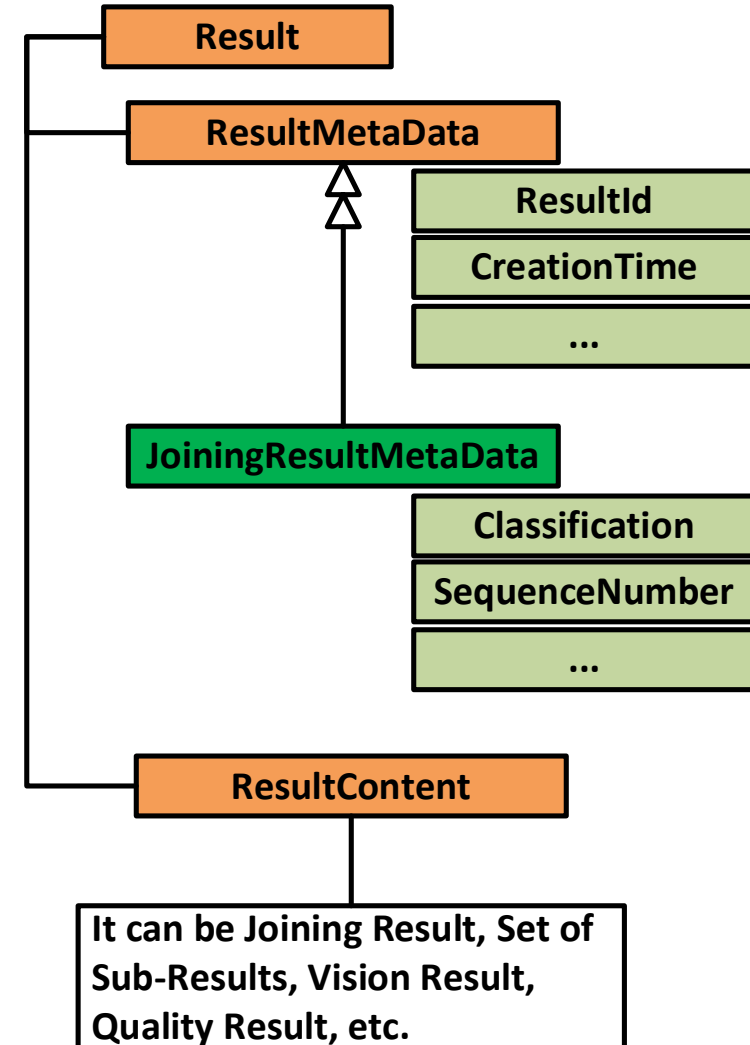 Result
ResultMetaData
ResultId
CreationTime
...
JoiningResultMetaData
Classification
SequenceNumber
...
ResultContent
It can be Joining Result, Set of
Sub-Results, Vision Result,
Quality Result, etc.